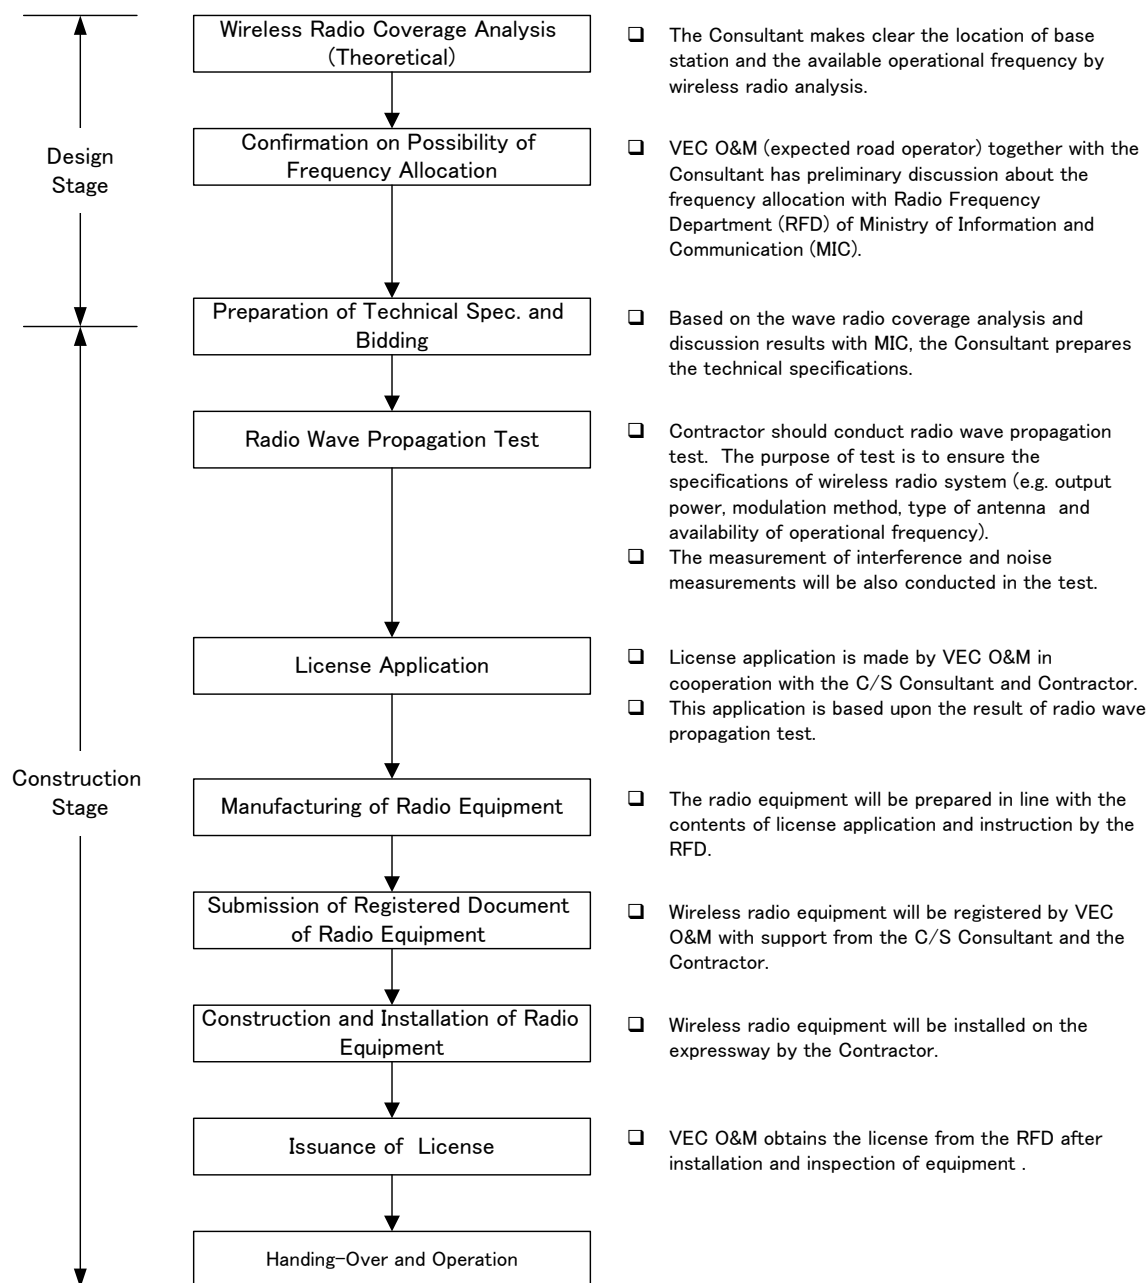 Wireless Radio Coverage Analysis
(Theoretical)
❑ The Consultant makes clear the location of base
station and the available operational frequency by
wireless radio analysis.
Design
Stage
Confirmation on Possibility of
Frequency Allocation
❑ VEC O&M (expected road operator) together with the
Consultant has preliminary discussion about the
frequency allocation with Radio Frequency
Department (RFD) of Ministry of Information and
Communication (MIC).
Preparation of Technical Spec. and
Bidding
❑ Based on the wave radio coverage analysis and
discussion results with MIC, the Consultant prepares
the technical specifications.
Radio Wave Propagation Test
❑ Contractor should conduct radio wave propagation
test. The purpose of test is to ensure the
specifications of wireless radio system (e.g. output
power, modulation method, type of antenna and
availability of operational frequency).
❑ The measurement of interference and noise
measurements will be also conducted in the test.
License Application
❑ License application is made by VEC O&M in
cooperation with the C/S Consultant and Contractor.
❑ This application is based upon the result of radio wave
propagation test.
Construction
Stage
Manufacturing of Radio Equipment
❑ The radio equipment will be prepared in line with the
contents of license application and instruction by the
RFD.
Submission of Registered Document
of Radio Equipment
❑ Wireless radio equipment will be registered by VEC
O&M with support from the C/S Consultant and the
Contractor.
Construction and Installation of Radio
Equipment
❑ Wireless radio equipment will be installed on the
expressway by the Contractor.
Issuance of License
❑ VEC O&M obtains the license from the RFD after
installation and inspection of equipment .
Handing-Over and Operation